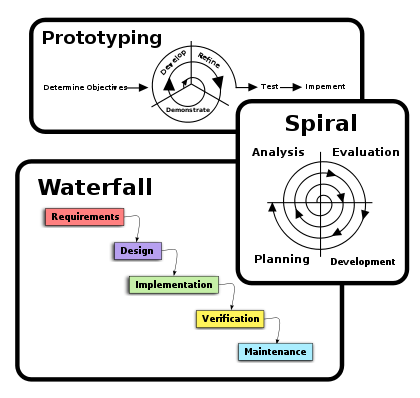 Prototyping
Develop
Refine
Demonstrate
Determine Objectives
Test
Impement
Spiral
Analysis
Evaluation
Planning
Development
Waterfall
Requirements
Design
Implementation
Verification
Maintenance